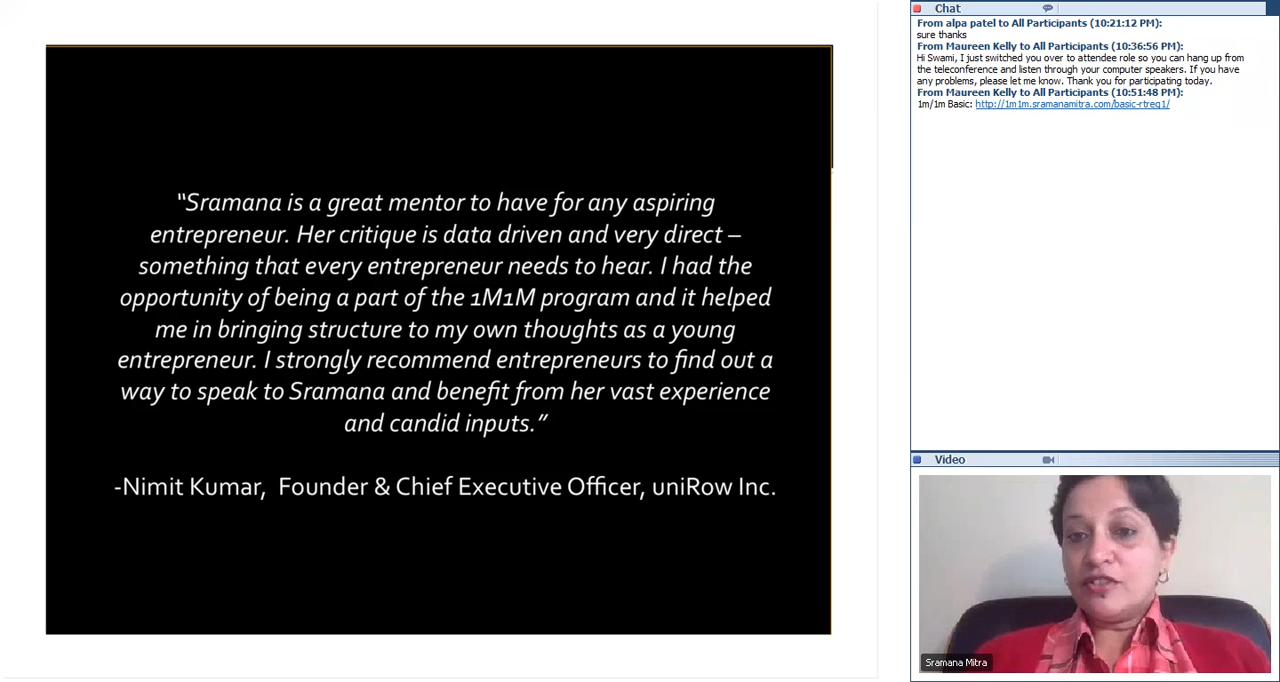 “Sramana is a great mentor to have for any aspiring
entrepreneur. Her critique is data driven and very direct –
something that every entrepreneur needs to hear. I had the
opportunity of being a part of the 1M1M program and it helped
me in bringing structure to my own thoughts as a young
entrepreneur. I strongly recommend entrepreneurs to find out a
way to speak to Sramana and benefit from her vast experience
and candid inputs.”
-Nimit Kumar,  Founder & Chief Executive Officer, uniRow Inc.
Chat
From alpa patel to All Participants (10:21:12 PM):
sure thanks
From Maureen Kelly to All Participants (10:36:56 PM):
Hi Swami, I just switched you over to attendee role so you can hang up from
the teleconference and listen through your computer speakers. If you have
any problems, please let me know. Thank you for participating today.
From Maureen Kelly to All Participants (10:51:48 PM):
1m/1m Basic: http://1m1m.sramanamitra.com/basic-rtreg1/
Video
Sramana Mitra